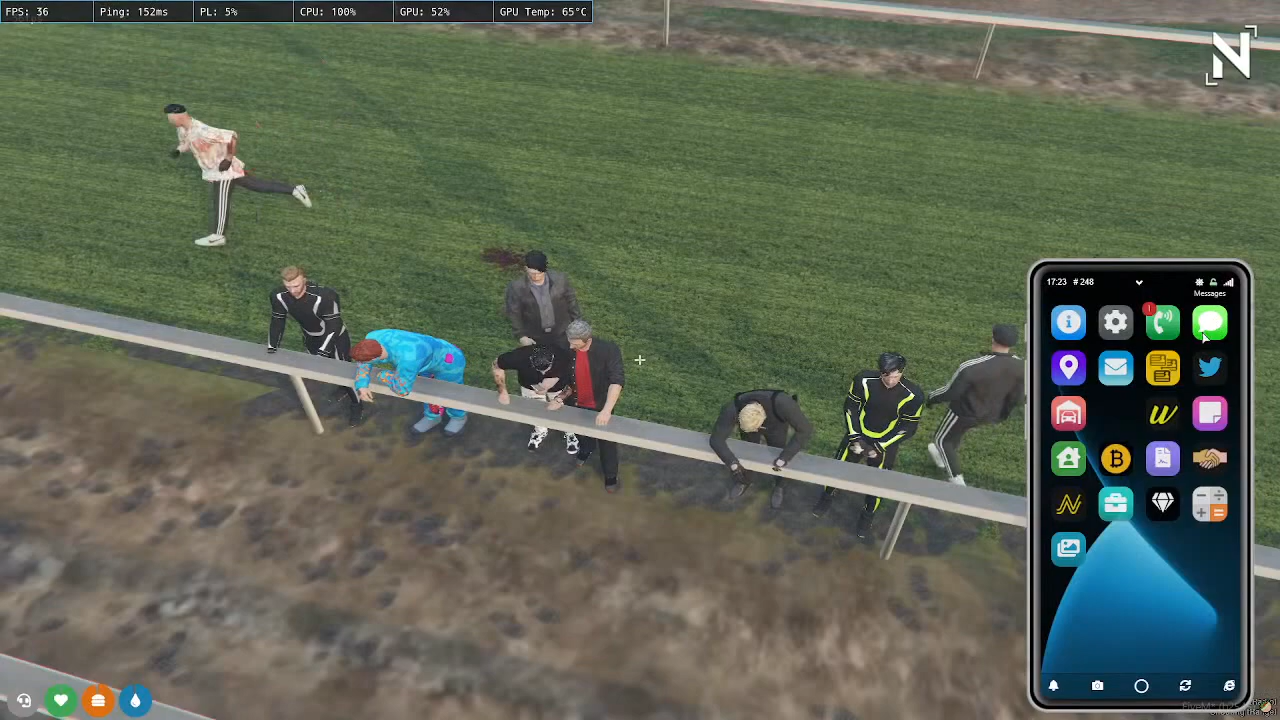 FPS: 36 Ping: 152ms PL: 5% CPU: 100% GPU: 52% GPU Temp: 65°C
N
17:23 #248
Messages